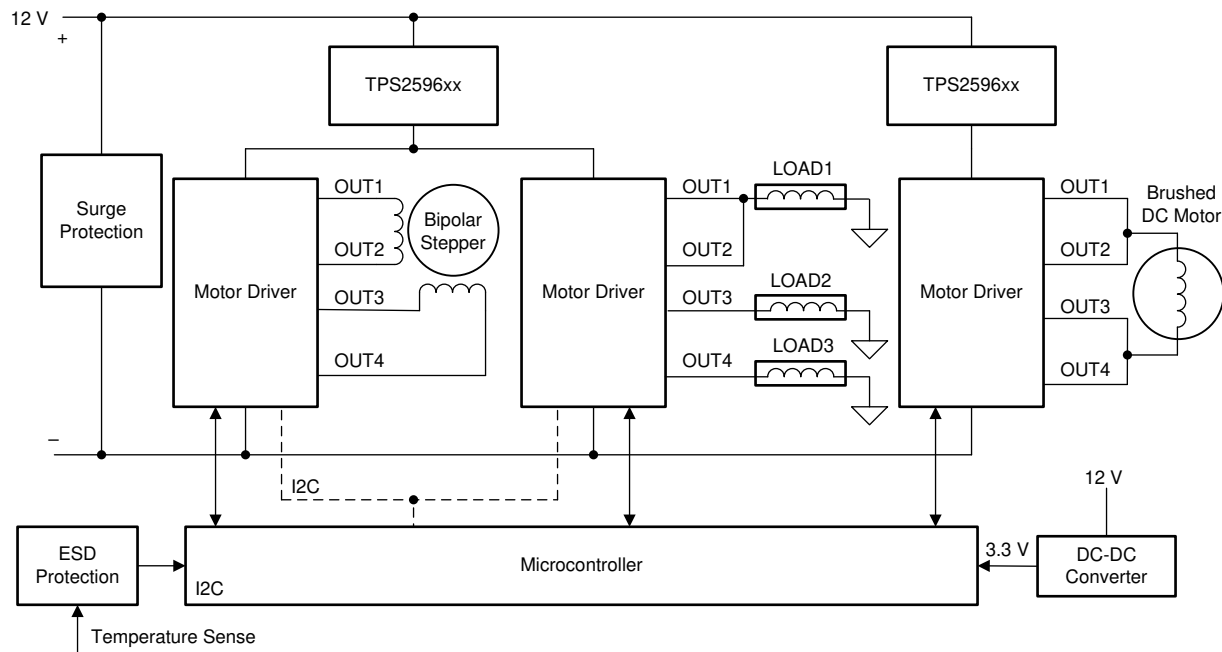 12 V
+
TPS2596xx
TPS2596xx
Surge
Protection
Motor Driver
OUT1
OUT2
OUT3
OUT4
Bipolar
Stepper
Motor Driver
OUT1
OUT2
OUT3
OUT4
LOAD1
LOAD2
LOAD3
Motor Driver
OUT1
OUT2
OUT3
OUT4
Brushed
DC Motor
–
I2C
12 V
ESD
Protection
Microcontroller
I2C
3.3 V
DC-DC
Converter
Temperature Sense